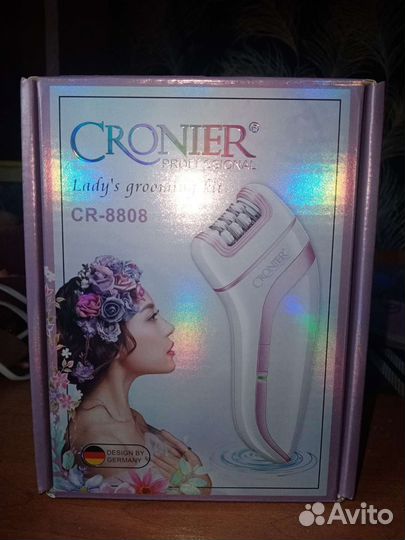 CRONIER®
PROFESSIONAL
Lady's grooming kit
CR-8808
CRONIER®
DESIGN BY
GERMANY
Avito